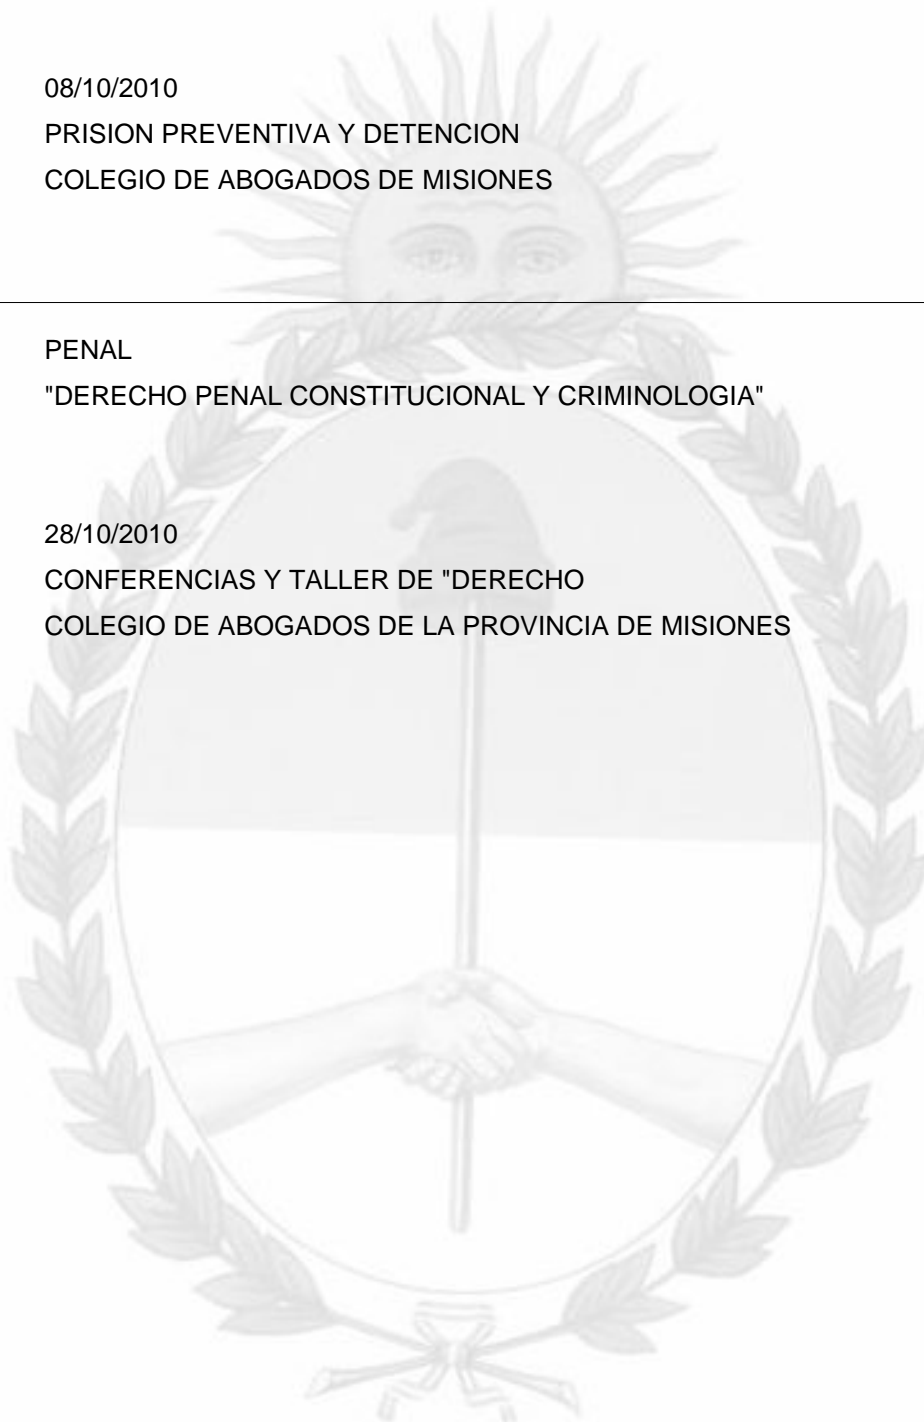 08/10/2010
PRISION PREVENTIVA Y DETENCION
COLEGIO DE ABOGADOS DE MISIONES
PENAL
"DERECHO PENAL CONSTITUCIONAL Y CRIMINOLOGIA"
28/10/2010
CONFERENCIAS Y TALLER DE "DERECHO
COLEGIO DE ABOGADOS DE LA PROVINCIA DE MISIONES